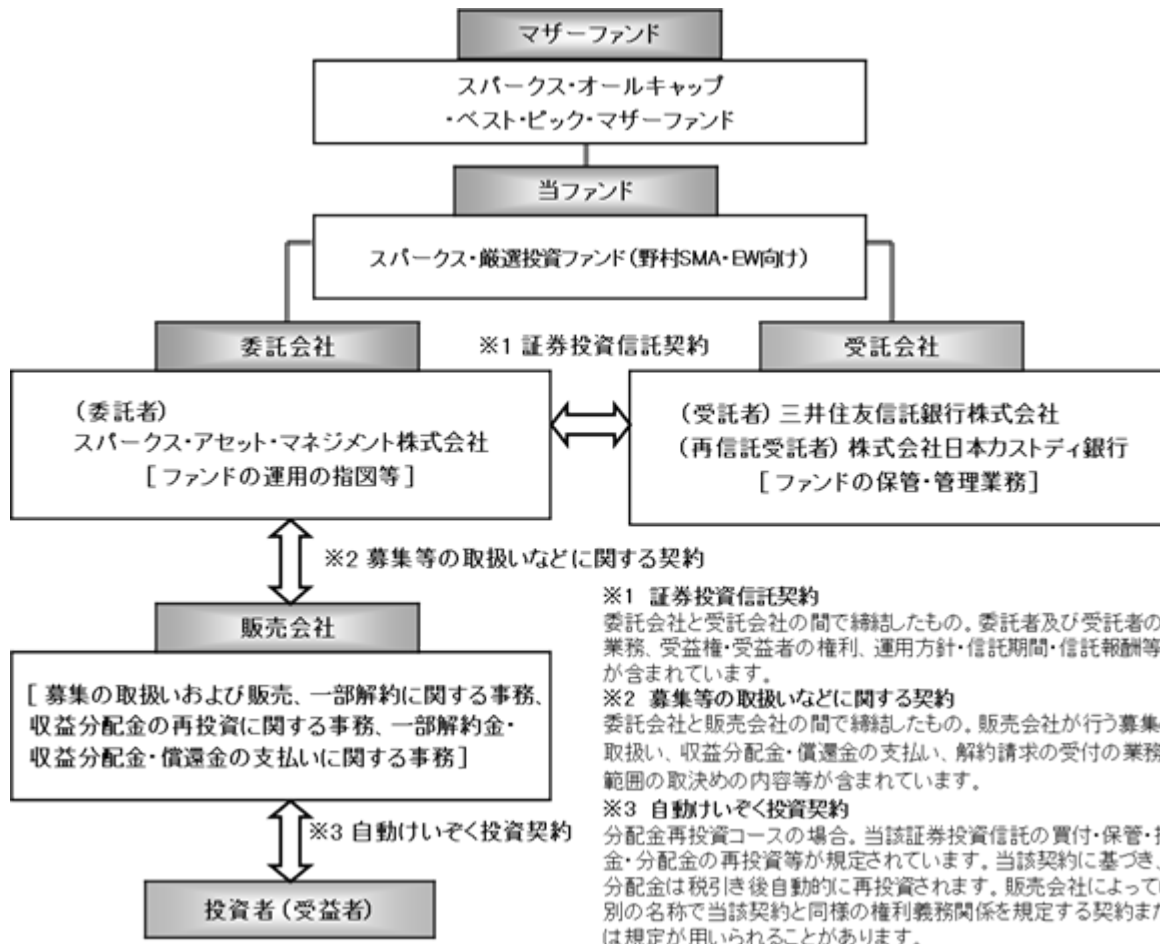 マザーファンド
スパークス・オールキャップ
・ベスト・ピック・マザーファンド
当ファンド
スパークス・厳選投資ファンド(野村SMA・EW向け)
委託会社
※1 証券投資信託契約
受託会社
(委託者)
スパークス・アセット・マネジメント株式会社
[ファンドの運用の指図等]
(受託者) 三井住友信託銀行株式会社
(再信託受託者) 株式会社日本カストディ銀行
[ファンドの保管・管理業務]
※2 募集等の取扱いなどに関する契約
販売会社
[募集の取扱いおよび販売、一部解約に関する事務、
収益分配金の再投資に関する事務、一部解約金・
収益分配金・償還金の支払いに関する事務]
※3 自動けいぞく投資契約
投資者(受益者)
※1 証券投資信託契約
委託会社と受託会社の間で締結したもの。委託者及び受託者の
業務、受益権・受益者の権利、運用方針・信託期間・信託報酬等
が含まれています。
※2 募集等の取扱いなどに関する契約
委託会社と販売会社の間で締結したもの。販売会社が行う募集
取扱い、収益分配金・償還金の支払い、解約請求の受付の業務
範囲の取決めの内容等が含まれています。
※3 自動けいぞく投資契約
分配金再投資コースの場合。当該証券投資信託の買付・保管・
金・分配金の再投資等が規定されています。当該契約に基づき、
分配金は税引き後自動的に再投資されます。販売会社によって
別の名称で当該契約と同様の権利義務関係を規定する契約また
は規定が用いられることがあります。